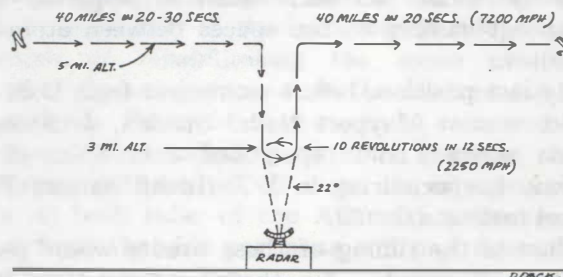 40 MILES IN 20-30 SECS.
40 MILES IN 20 SECS. (7200 MPH)
N
N
5 MI. ALT.
3 MI. ALT.
10 REVOLUTIONS IN 12 SECS.
(2250 MPH)
22°
RADAR